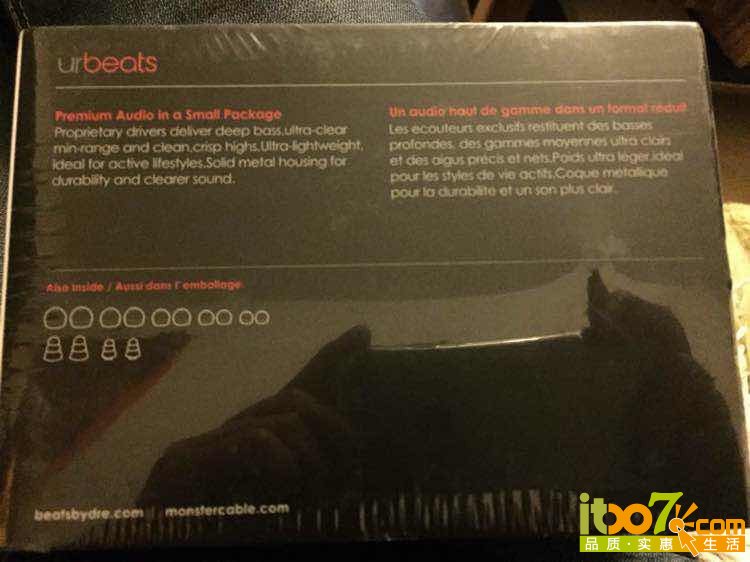 urbeats
Premium Audio in a Small Package
Proprietary drivers deliver deep bass,ultra-clear
min-range and clean,crisp highs.Ultra-lightweight,
ideal for active lifestyles.Solid metal housing for
durability and clearer sound.
Un audio haut de gamme dans un format reduit
Les ecouteurs exclusifs restituent des basses
profondes, des gammes moyennes ultra clairs
et des aigus précis et nets.Poids ultra léger,ideal
pour les styles de vie actifs.Coque metallique
pour la durabilite et un son plus clair.
Also Inside / Aussi dans l'emballage
beatsbydre.com monstercable.com
itbo7.com
品质·实惠 生活